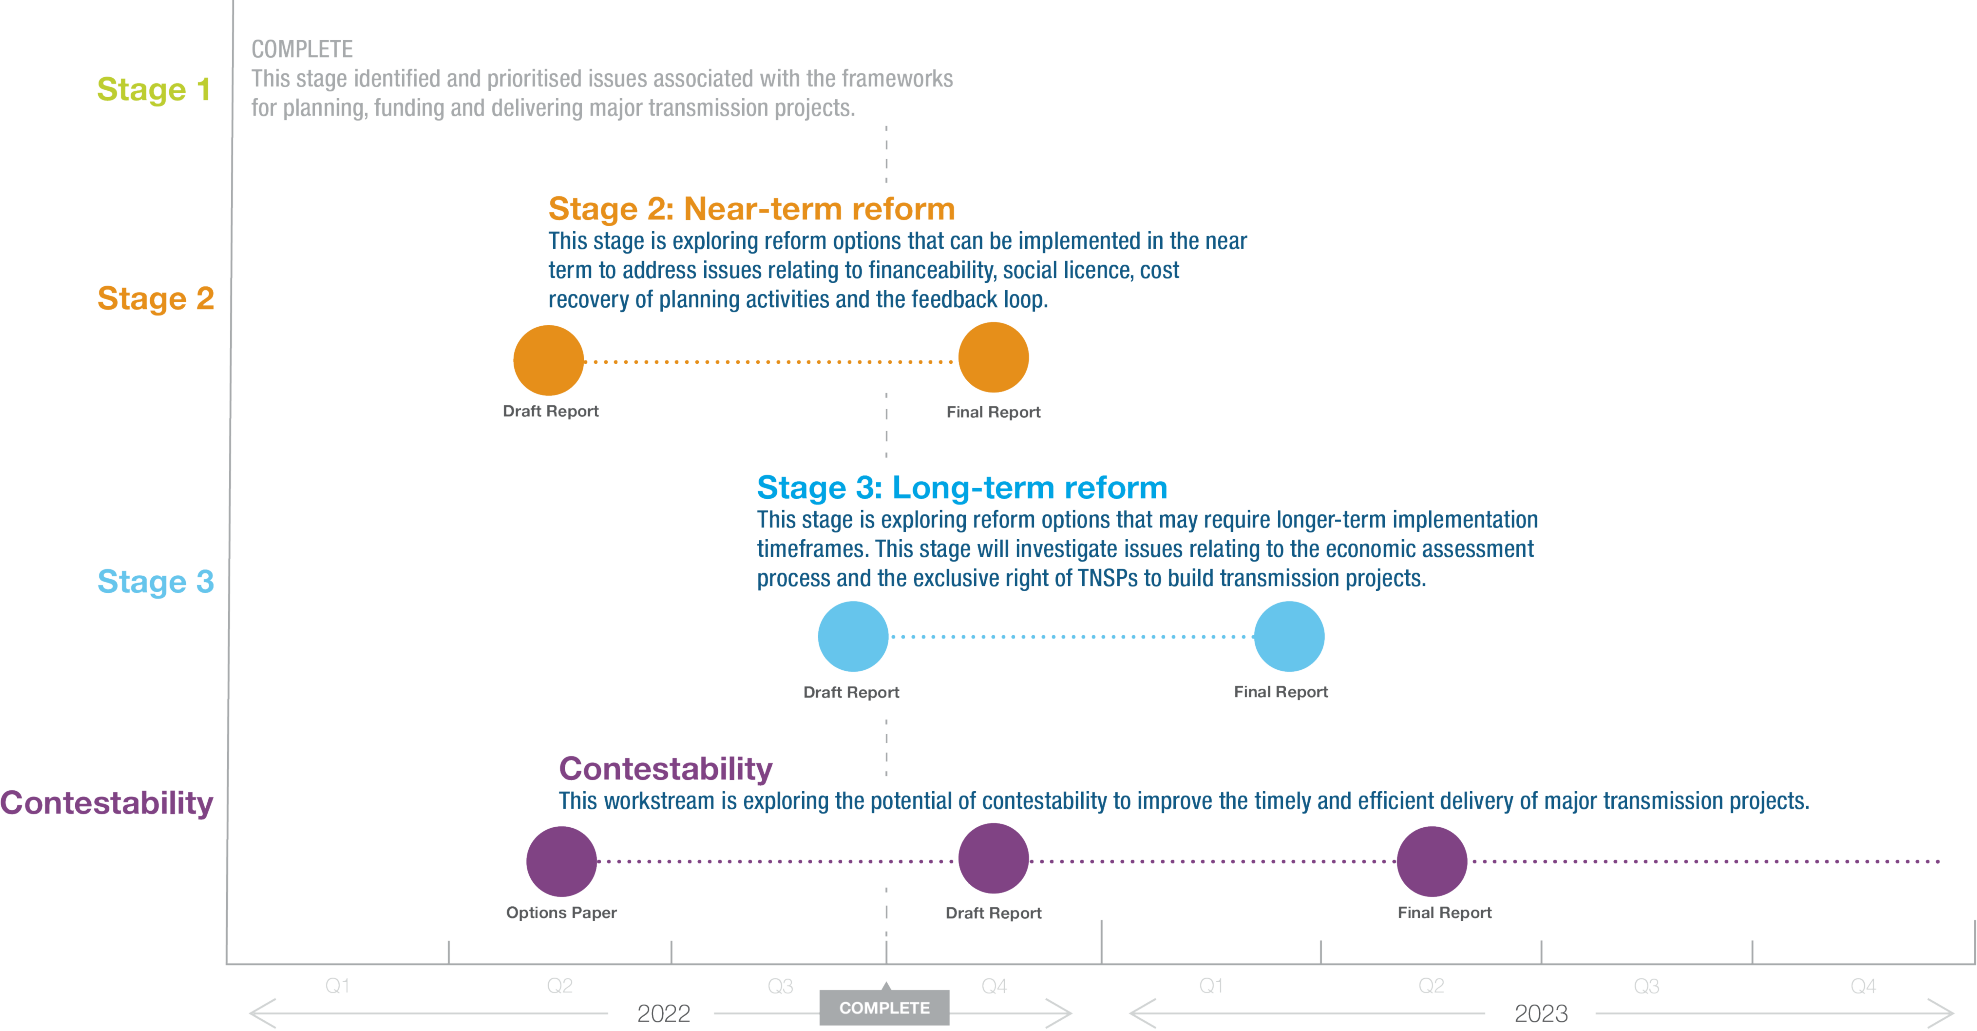 COMPLETE
Stage 1
This stage identified and prioritised issues associated with the frameworks
for planning, funding and delivering major transmission projects.
Stage 2: Near-term reform
This stage is exploring reform options that can be implemented in the near
term to address issues relating to financeability, social licence, cost
recovery of planning activities and the feedback loop.
Stage 2
Draft Report
Final Report
Stage 3: Long-term reform
This stage is exploring reform options that may require longer-term implementation
timeframes. This stage will investigate issues relating to the economic assessment
process and the exclusive right of TNSPs to build transmission projects.
Stage 3
Draft Report
Final Report
Contestability
This workstream is exploring the potential of contestability to improve the timely and efficient delivery of major transmission projects.
Contestability
Options Paper
Draft Report
Final Report
Q1
Q2
Q3
Q4
Q1
Q2
Q3
Q4
2022
COMPLETE
2023